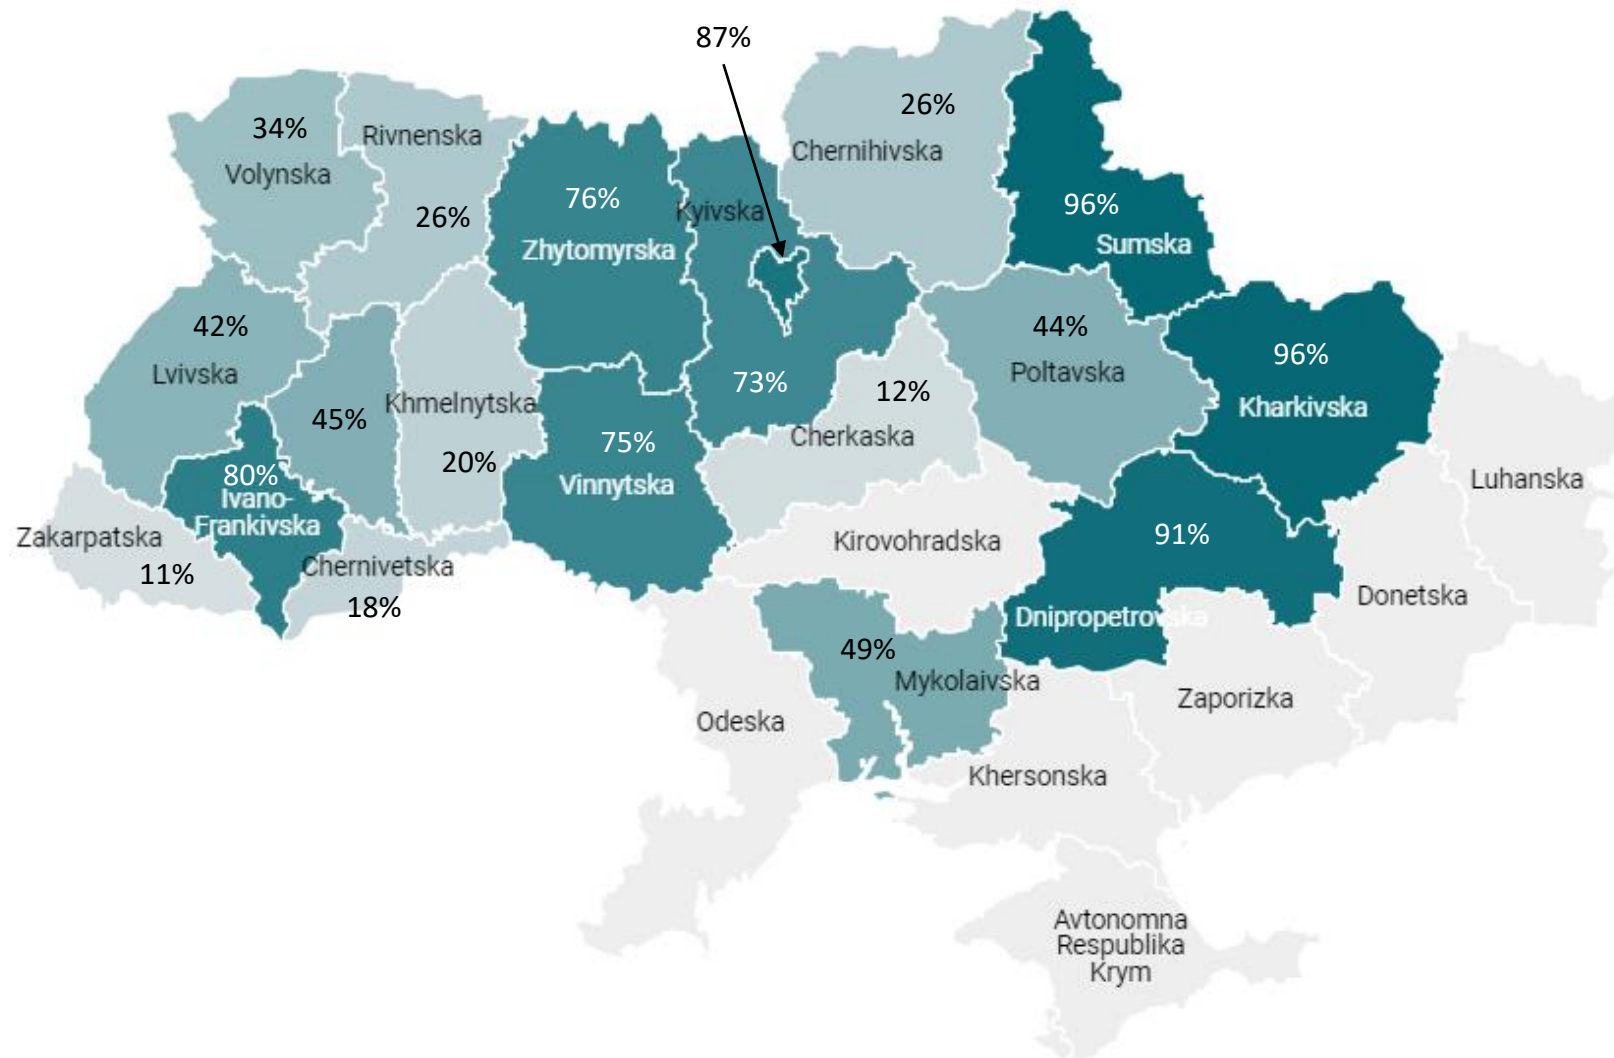 87%
26%
Chernihivska
34%
Volynska
Rivnenska
26%
76%
Zhytomyrska
Kyivska
73%
96%
Sumska
42%
Lvivska
45%
Khmelnytska
20%
75%
Vinnytska
12%
Cherkaska
44%
Poltavska
96%
Kharkivska
Luhanska
80%
Ivano-
Frankivska
Zakarpatska
11%
Chernivetska
18%
Kirovohradska
91%
Dnipropetrovska
Donetska
49%
Mykolaivska
Odeska
Zaporizka
Khersonska
Avtonomna
Respublika
Krym